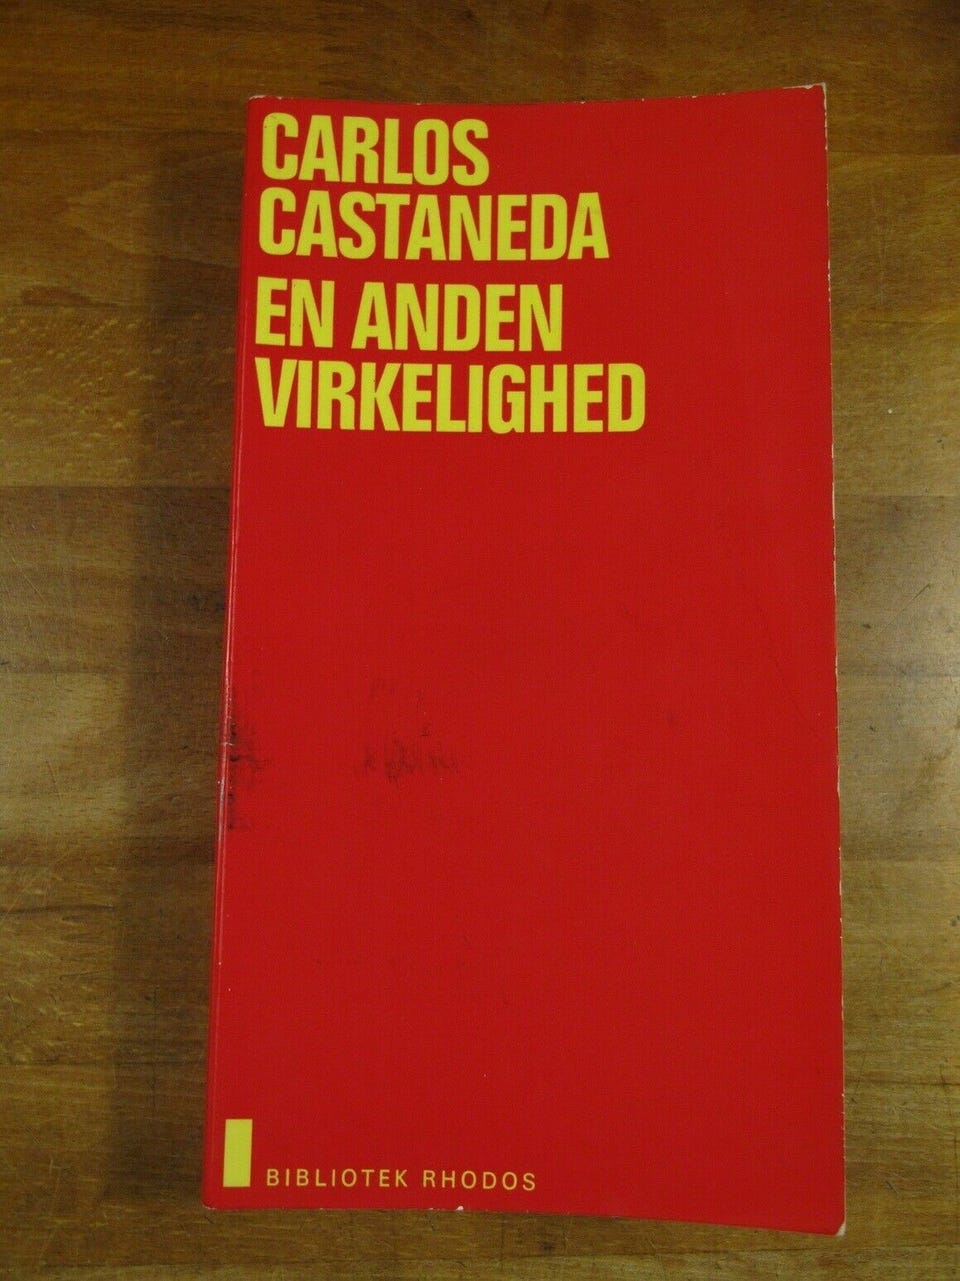 CARLOS
CASTANEDA
EN ANDEN
VIRKELIGHED
BIBLIOTEK RHODOS